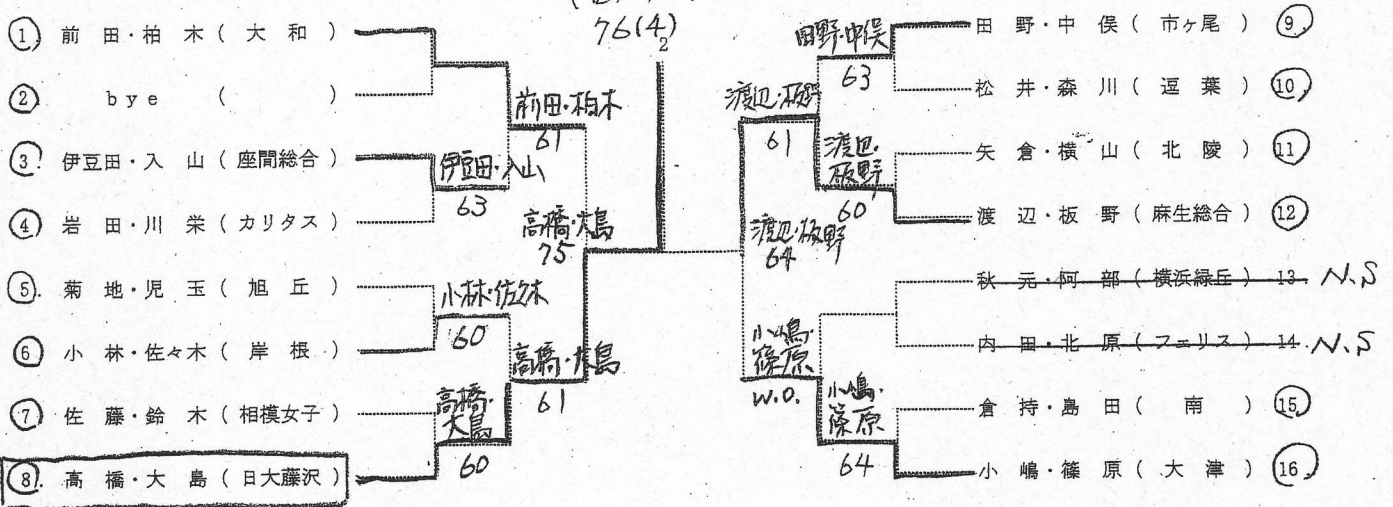 76(4)
2
① 前田・柏木(大和)
② bye ( )
③ 伊豆田・入山(座間総合)
④ 岩田・川栄(カリタス)
⑤. 菊地・児玉(旭丘)
⑥ 小林・佐々木(岸根)
⑦ 佐藤・鈴木(相模女子)
⑧. 高橋・大島(日大藤沢)
伊豆田・入山
63
小林・佐々木
60
高橋・
大島
60
前田・柏木
61
高橋・大島
61
高橋・大島
75
渡辺・板野
64
渡辺・板野
61
小嶋・
篠原
W.O.
田野・中俣
63
渡辺・
板野
60
小嶋・
篠原
64
田野・中俣(市ヶ尾) ⑨
松井・森川(逗葉) ⑩
矢倉・横山(北陵) ⑪
渡辺・板野(麻生総合) ⑫
秋元・阿部(横浜緑丘) 13 N.S
内田・北原(フェリス) 14 N.S
倉持・島田(南) ⑮
小嶋・篠原(大津) ⑯